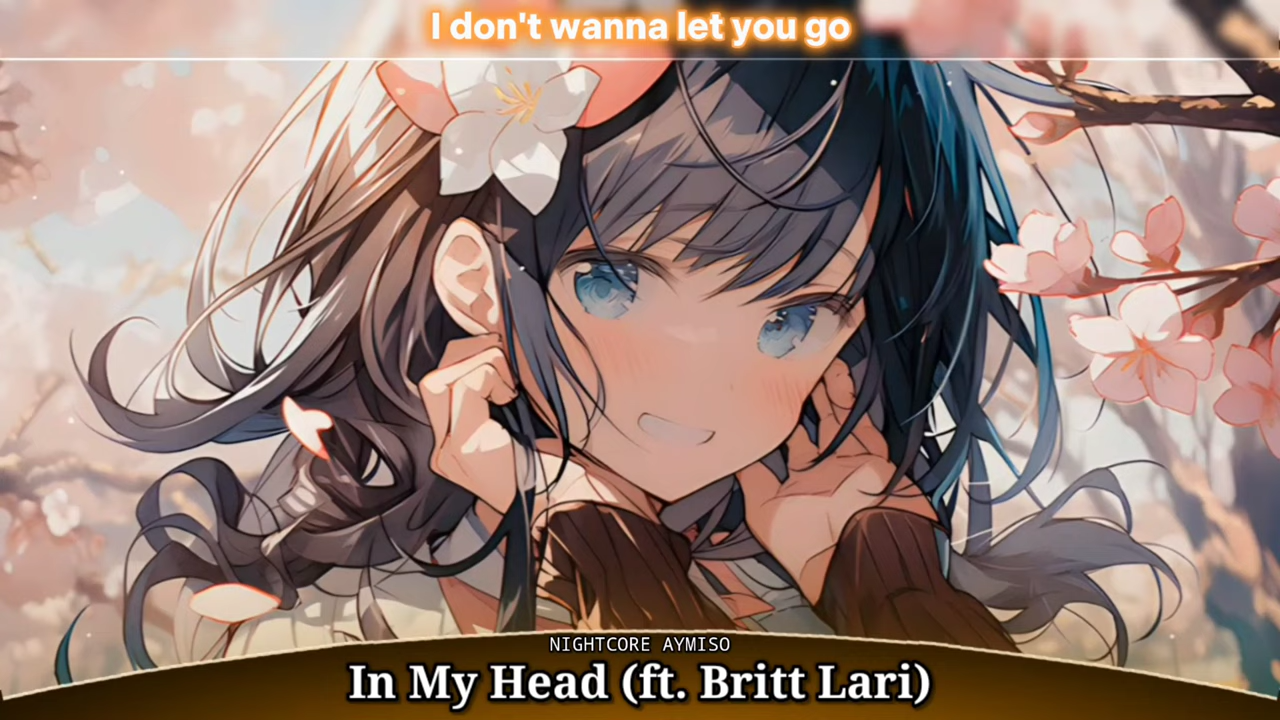 I don't wanna let you go
NIGHTCORE AYMISO
In My Head (ft. Britt Lari)